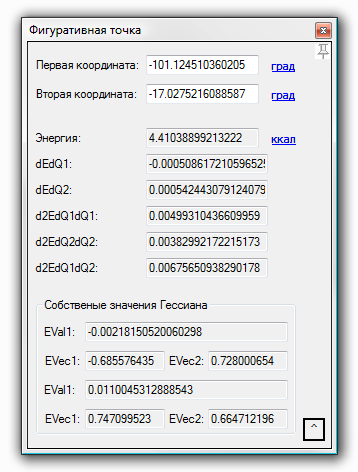 Фигуративная точка
Первая координата: -101.124510360205 град
Вторая координата: -17.0275216088587 град
Энергия: 4.41038899213222 ккал
dEdQ1: -0.000508617210596525
dEdQ2: 0.000542443079124079
d2EdQ1dQ1: 0.00499310436609959
d2EdQ2dQ2: 0.00382992172215173
d2EdQ1dQ2: 0.00675650938290178
Собственые значения Гессиана
EVal1: -0.00218150520060298
EVec1: -0.685576435 EVec2: 0.728000654
EVal1: 0.0110045312888543
EVec1: 0.747099523 EVec2: 0.664712196
^